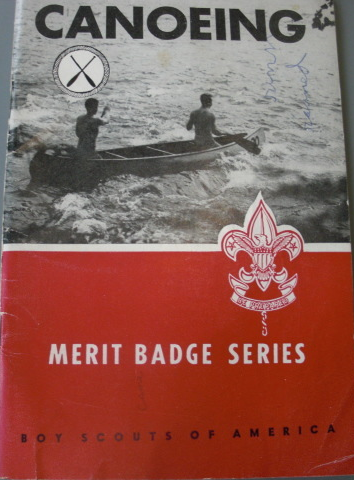 CANOEING
BE PREPARED
MERIT BADGE SERIES
BOY SCOUTS OF AMERICA